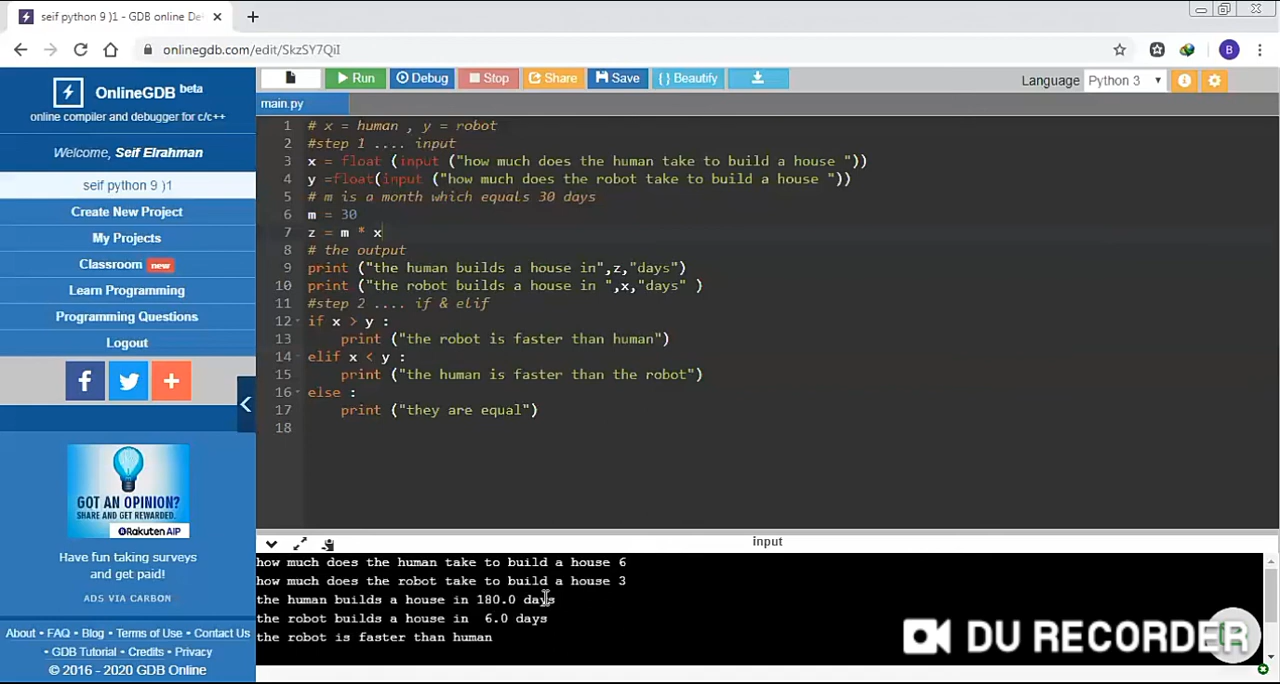 seif python 9 )1 - GDB online De
onlinegdb.com/edit/SkzSY7QiI
B
OnlineGDB beta
online compiler and debugger for c/c++
Welcome, Seif Elrahman
seif python 9 )1
Create New Project
My Projects
Classroom new
Learn Programming
Programming Questions
Logout
GOT AN OPINION?
SHARE AND GET REWARDED.
Rakuten AIP
Have fun taking surveys
and get paid!
ADS VIA CARBON
About • FAQ • Blog • Terms of Use • Contact Us
• GDB Tutorial • Credits • Privacy
© 2016 - 2020 GDB Online
Run Debug Stop Share Save { } Beautify
Language Python 3
main.py
1 # x = human , y = robot
2 #step 1 .... input
3 x = float (input ("how much does the human take to build a house "))
4 y =float(input ("how much does the robot take to build a house "))
5 # m is a month which equals 30 days
6 m = 30
7 z = m * x
8 # the output
9 print ("the human builds a house in",z,"days")
10 print ("the robot builds a house in ",x,"days" )
11 #step 2 .... if & elif
12 if x > y :
13     print ("the robot is faster than human")
14 elif x < y :
15     print ("the human is faster than the robot")
16 else :
17     print ("they are equal")
18
input
how much does the human take to build a house 6
how much does the robot take to build a house 3
the human builds a house in 180.0 days
the robot builds a house in  6.0 days
the robot is faster than human
DU RECORDER